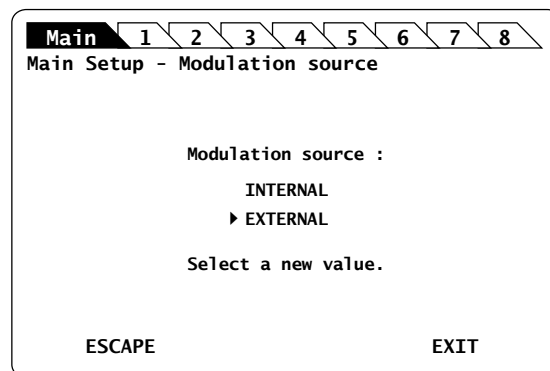 Main 1 2 3 4 5 6 7 8
Main Setup - Modulation source
Modulation source :
INTERNAL
EXTERNAL
Select a new value.
ESCAPE EXIT